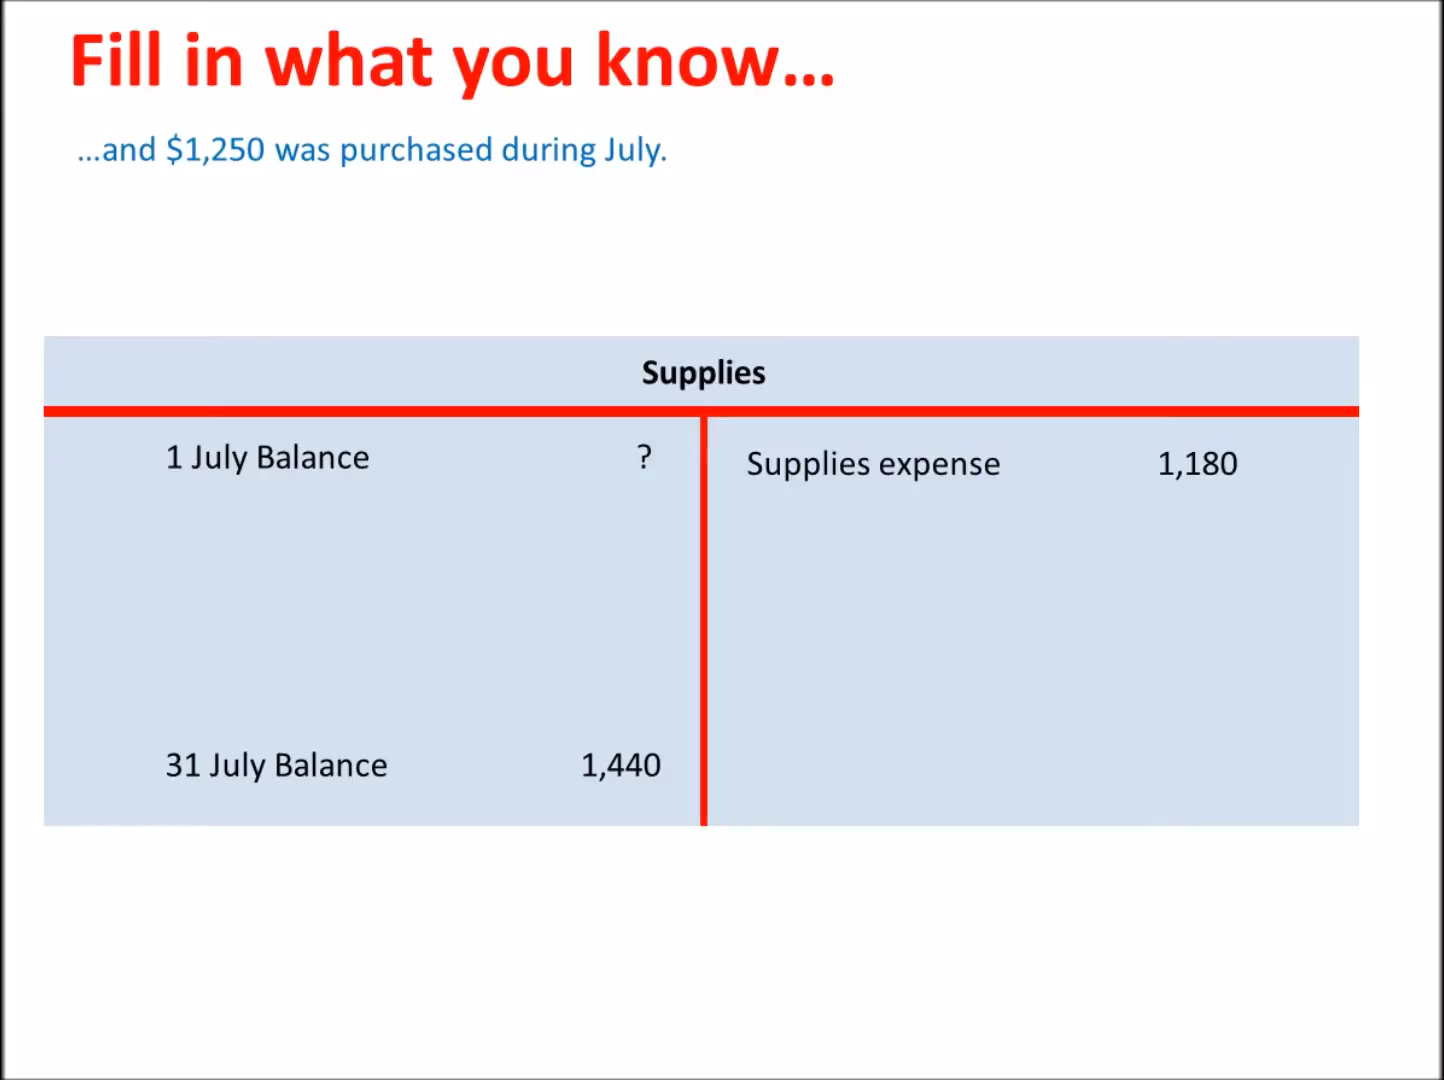 Fill in what you know...
...and $1,250 was purchased during July.
Supplies
1 July Balance ?
Supplies expense 1,180
31 July Balance 1,440